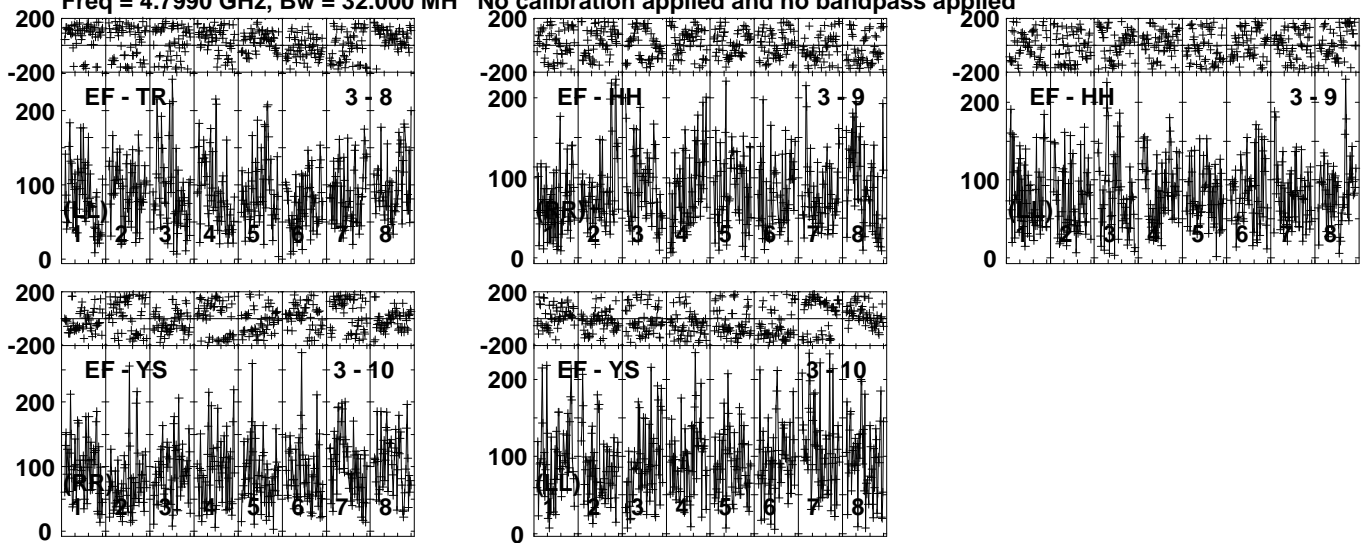 Freq = 4.7990 GHz, Bw = 32.000 MH No calibration applied and no bandpass applied
200
-200
EF - TR 3 - 8
200
100
(LL)
1 2 3 4 5 6 7 8
0
-200
EF - HH 3 - 9
200
100
(RR)
1 2 3 4 5 6 7 8
0
200
-200
EF - HH 3 - 9
200
100
(LL)
1 2 3 4 5 6 7 8
0
200
-200
EF - YS 3 - 10
200
100
(RR)
1 2 3 4 5 6 7 8
0
200
-200
EF - YS 3 - 10
200
100
(LL)
1 2 3 4 5 6 7 8
0